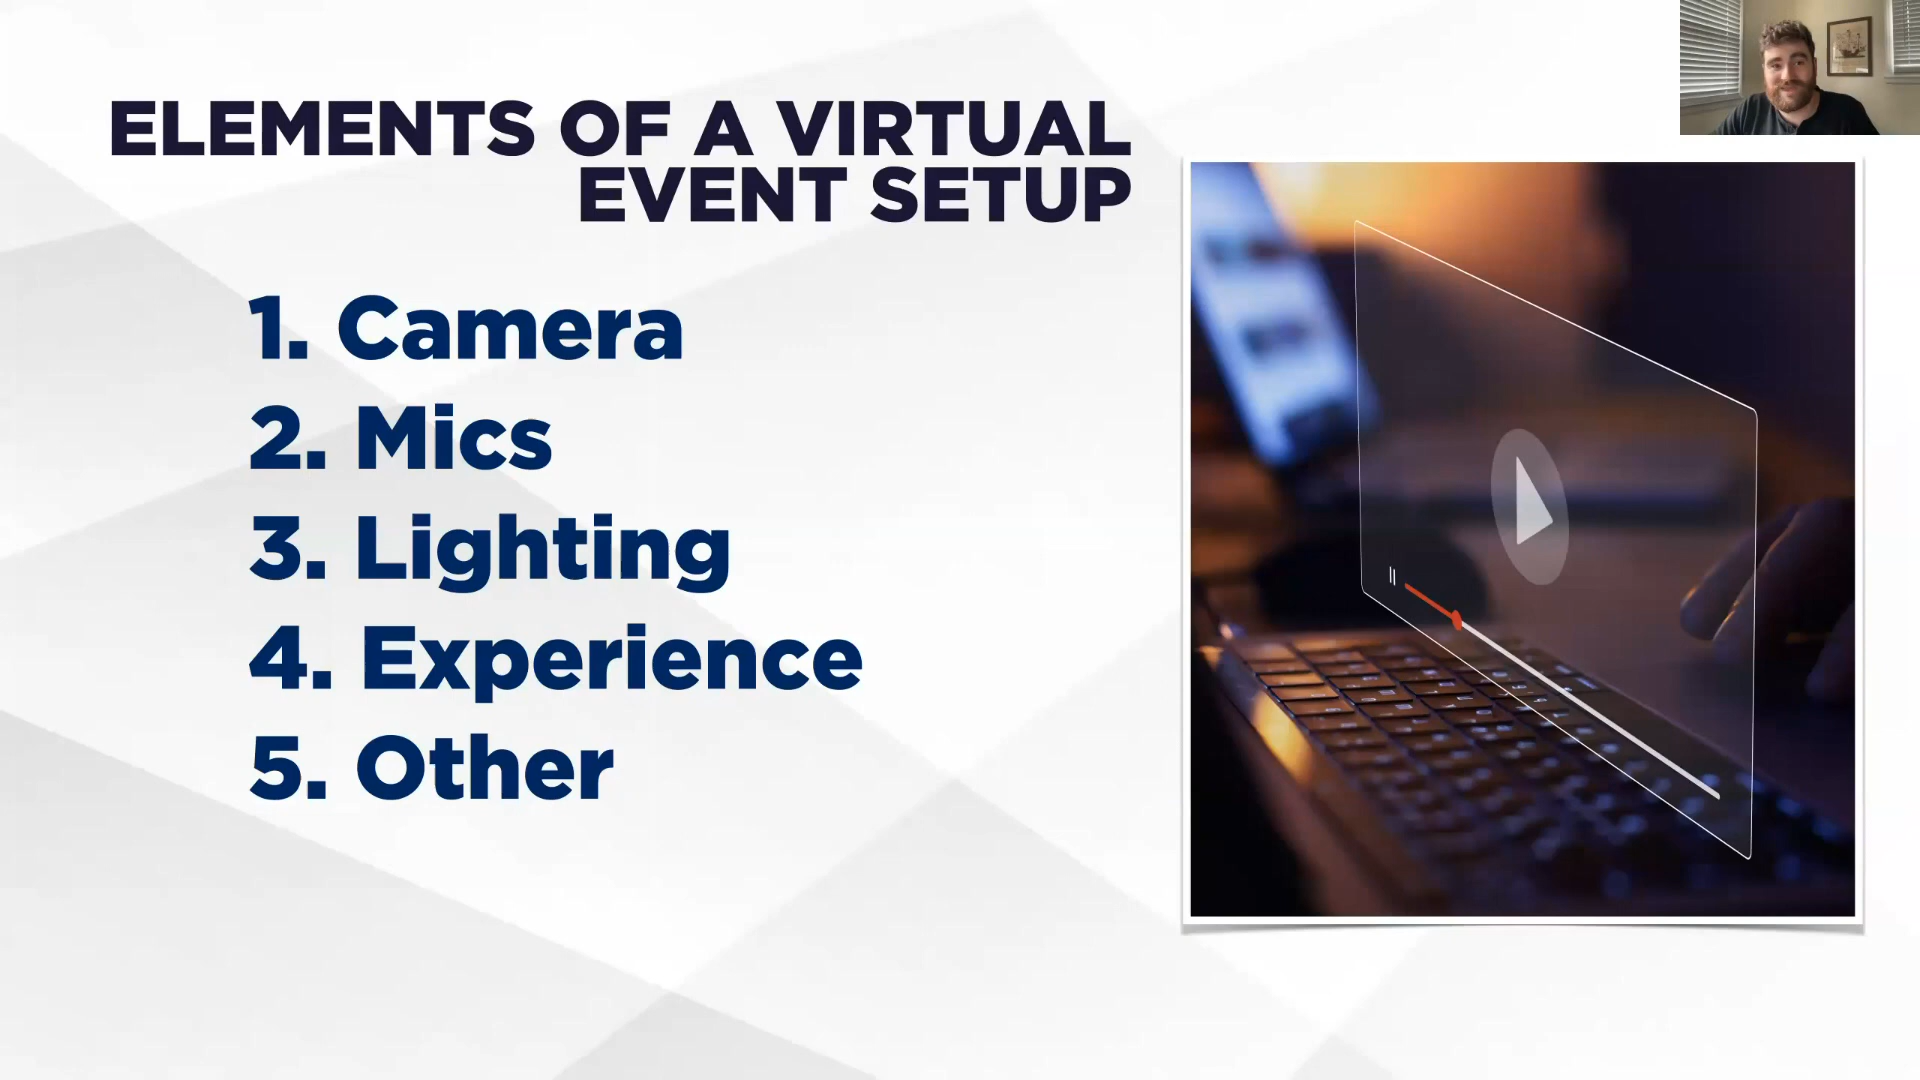 ELEMENTS OF A VIRTUAL
EVENT SETUP
1. Camera
2. Mics
3. Lighting
4. Experience
5. Other